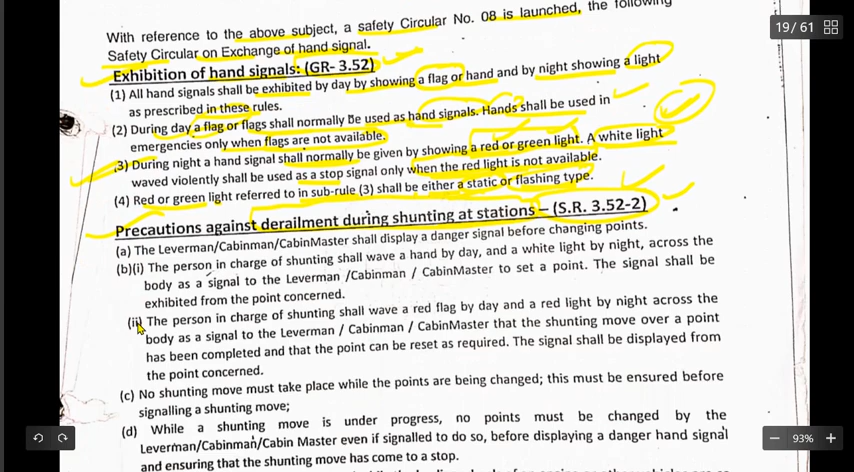 19 / 61
With reference to the above subject, a safety Circular No. 08 is launched, the following
Safety Circular on Exchange of hand signal.
Exhibition of hand signals: (GR- 3.52)
(1) All hand signals shall be exhibited by day by showing a flag or hand and by night showing a light
as prescribed in these rules.
(2) During day a flag or flags shall normally be used as hand signals. Hands shall be used in
emergencies only when flags are not available.
3) During night a hand signal shall normally be given by showing a red or green light. A white light
waved violently shall be used as a stop signal only when the red light is not available.
(4) Red or green light referred to in sub-rule (3) shall be either a static or flashing type.
Precautions against derailment during shunting at stations – (S.R. 3.52-2)
(a) The Leverman/Cabinman/CabinMaster shall display a danger signal before changing points.
(b)(i) The person in charge of shunting shall wave a hand by day, and a white light by night, across the
body as a signal to the Leverman /Cabinman / CabinMaster to set a point. The signal shall be
exhibited from the point concerned.
(ii) The person in charge of shunting shall wave a red flag by day and a red light by night across the
body as a signal to the Leverman / Cabinman / CabinMaster that the shunting move over a point
has been completed and that the point can be reset as required. The signal shall be displayed from
the point concerned.
(c) No shunting move must take place while the points are being changed; this must be ensured before
signalling a shunting move;
(d) While a shunting move is under progress, no points must be changed by the
Leverman/Cabinman/Cabin Master even if signalled to do so, before displaying a danger hand signal
and ensuring that the shunting move has come to a stop.
93%